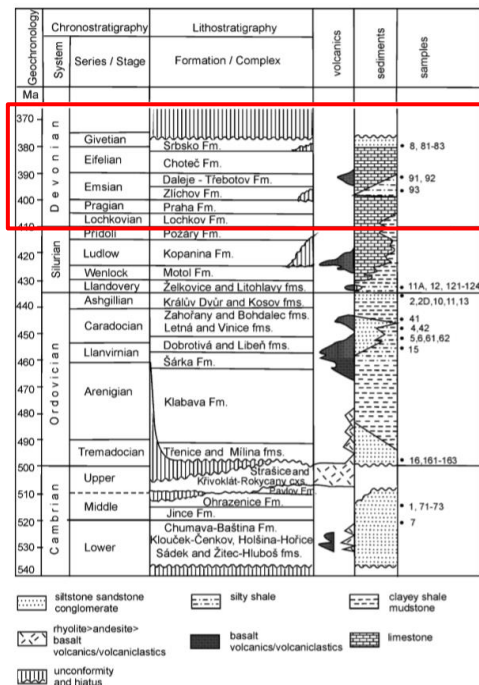 Geochronology
Chronostratigraphy
Lithostratigraphy
System
Series / Stage
Formation / Complex
volcanics
sediments
samples
Ma
370
380
390
400
410
420
430
440
450
460
470
480
490
500
510
520
530
540
Devonian
Silurian
Ordovician
Cambrian
Givetian
Eifelian
Emsian
Pragian
Lochkovian
Přídolí
Ludlow
Wenlock
Llandovery
Ashgillian
Caradocian
Llanvirnian
Arenigian
Tremadocian
Upper
Middle
Lower
Srbsko Fm.
Choteč Fm.
Daleje - Třebotov Fm.
Zlíchov Fm.
Praha Fm.
Lochkov Fm.
Požáry Fm.
Kopanina Fm.
Motol Fm.
Želkovice and Litohlavy fms.
Králův Dvůr and Kosov fms.
Zahořany and Bohdalec fms.
Letná and Vinice fms.
Dobrotivá and Libeň fms.
Šárka Fm.
Klabava Fm.
Třenice and Mílina fms.
Strašice and
Křivoklát-Rokycany cxs.
Pavlov Fm.
Ohrazenice Fm.
Jince Fm.
Chumava-Baština Fm.
Klouček-Čenkov, Holšina-Hořice
Sádek and Žitec-Hluboš fms.
8, 81-83
91, 92
93
11A, 12, 121-124
2,2D,10,11,13
41
4,42
5,6,61,62
15
16,161-163
1, 71-73
7
siltstone sandstone
conglomerate
silty shale
clayey shale
mudstone
rhyolite>andesite>
basalt
volcanics/volcaniclastics
basalt
volcanics/volcaniclastics
limestone
unconformity
and hiatus